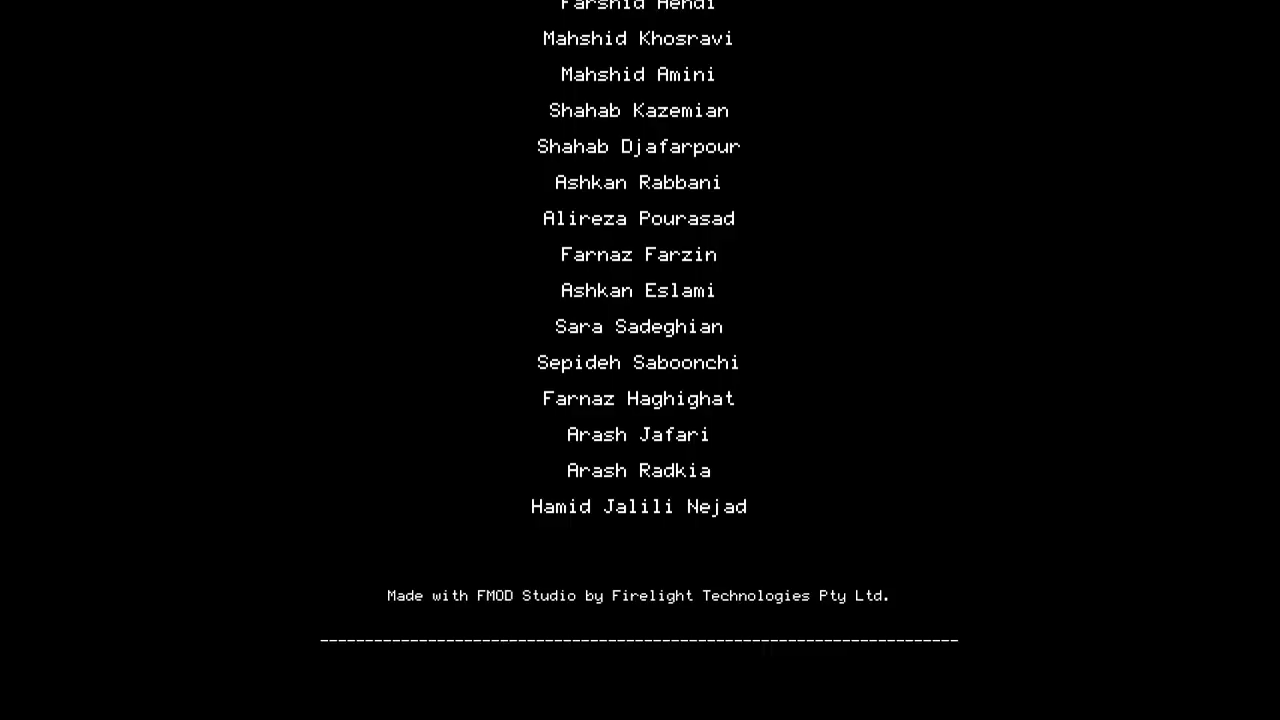 Farshid
Mahshid Khosravi
Mahshid Amini
Shahab Kazemian
Shahab Djafarpour
Ashkan Rabbani
Alireza Pourasad
Farnaz Farzin
Ashkan Eslami
Sara Sadeghian
Sepideh Saboonchi
Farnaz Haghighat
Arash Jafari
Arash Radkia
Hamid Jalili Nejad
Made with FMOD Studio by Firelight Technologies Pty Ltd.